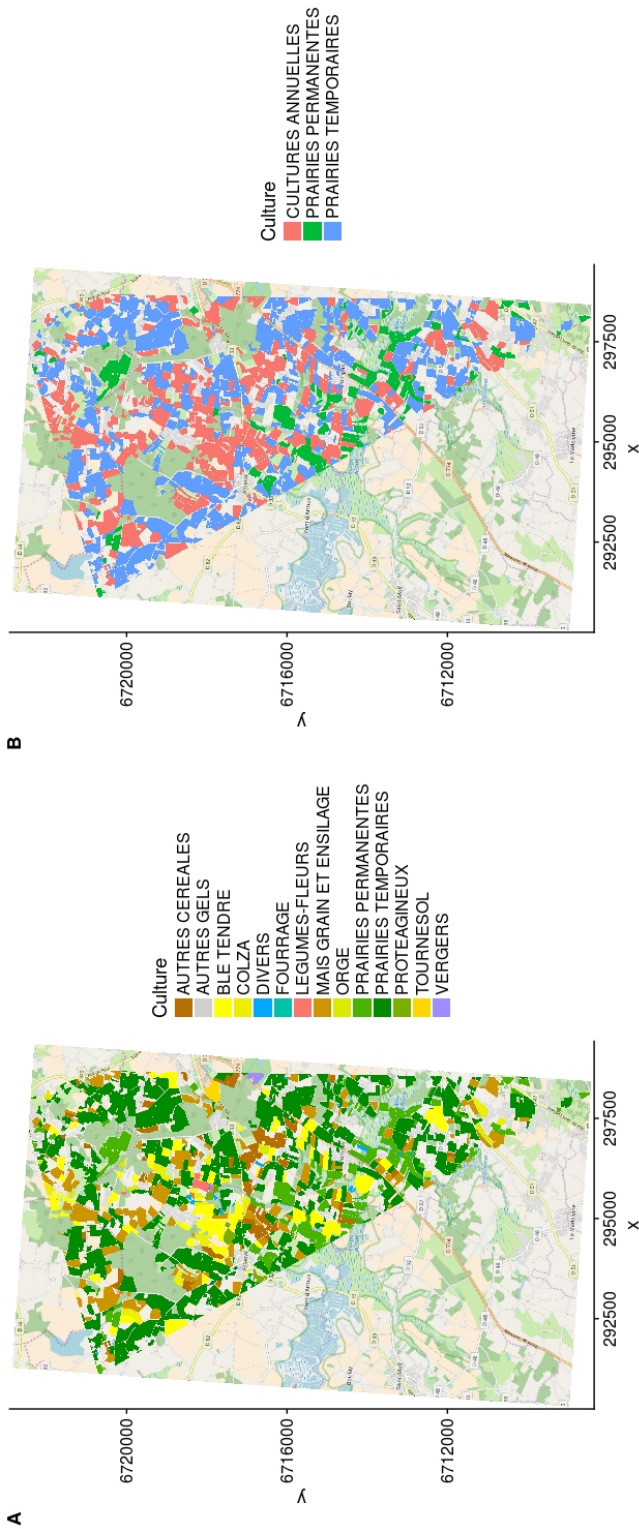 A
y
6720000
6716000
6712000
292500
295000
297500
x
Culture
AUTRES CEREALES
AUTRES GELS
BLE TENDRE
COLZA
DIVERS
FOURRAGE
LEGUMES-FLEURS
MAIS GRAIN ET ENSILAGE
ORGE
PRAIRIES PERMANENTES
PRAIRIES TEMPORAIRES
PROTEAGINEUX
TOURNESOL
VERGERS
B
y
6720000
6716000
6712000
292500
295000
297500
x
Culture
CULTURES ANNUELLES
PRAIRIES PERMANENTES
PRAIRIES TEMPORAIRES